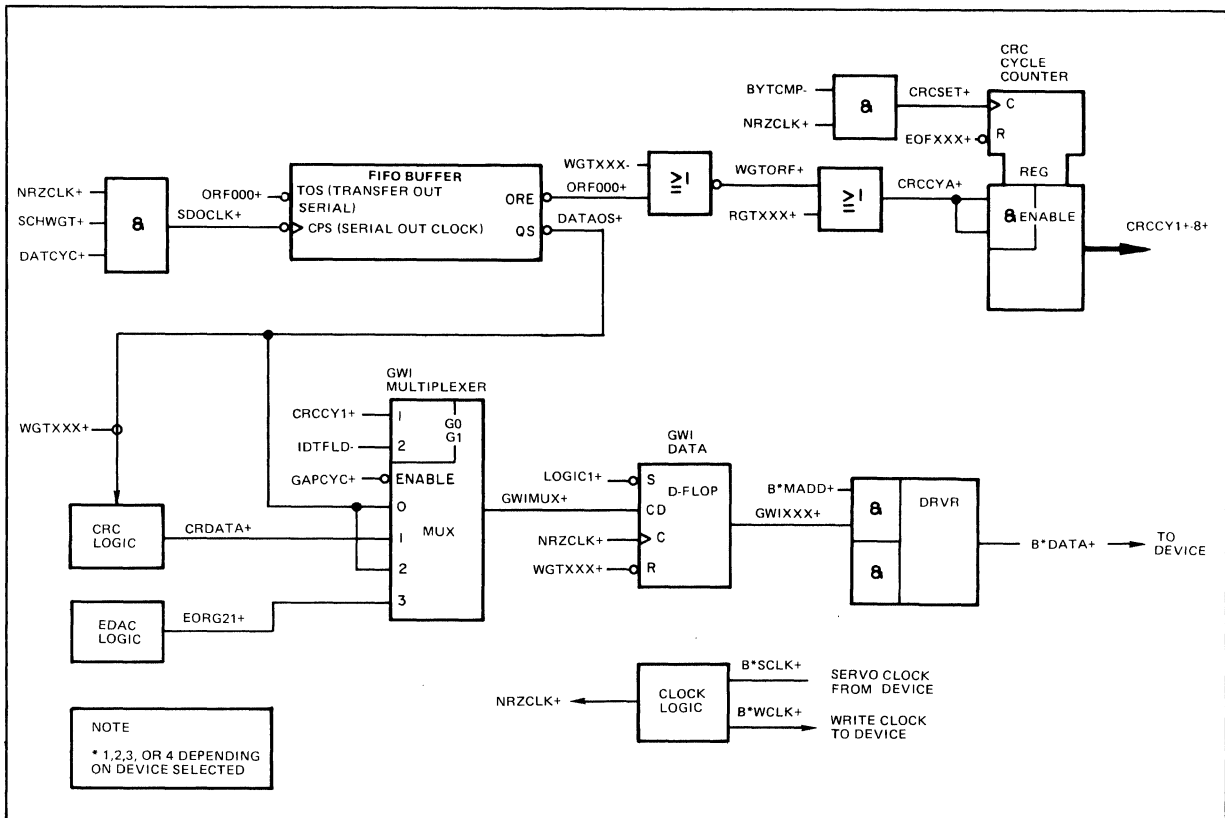 CRC
CYCLE
COUNTER
BYTCMP-
NRZCLK+
&
CRCSET+
C
EOFXXX+
R
REG
& ENABLE
CRCCY1+-8+
NRZCLK+
SCHWGT+
DATCYC+
&
SDOCLK+
ORF000+
FIFO BUFFER
TOS (TRANSFER OUT
SERIAL)
CPS (SERIAL OUT CLOCK)
ORE
QS
WGTXXX-
ORF000+
DATAOS+
≥1
WGTORF+
RGTXXX+
≥1
CRCCYA+
GWI
MULTIPLEXER
WGTXXX+
CRCCY1+
IDTFLD-
GAPCYC+
1
2
G0
G1
ENABLE
0
1
2
3
MUX
GWIMUX+
CRC
LOGIC
CRDATA+
EDAC
LOGIC
EORG21+
GWI
DATA
LOGIC1+
NRZCLK+
WGTXXX+
S
D-FLOP
CD
C
R
B*MADD+
GWIXXX+
&
&
DRVR
B*DATA+
TO
DEVICE
NRZCLK+
CLOCK
LOGIC
B*SCLK+
SERVO CLOCK
FROM DEVICE
B*WCLK+
WRITE CLOCK
TO DEVICE
NOTE
* 1,2,3, OR 4 DEPENDING
ON DEVICE SELECTED